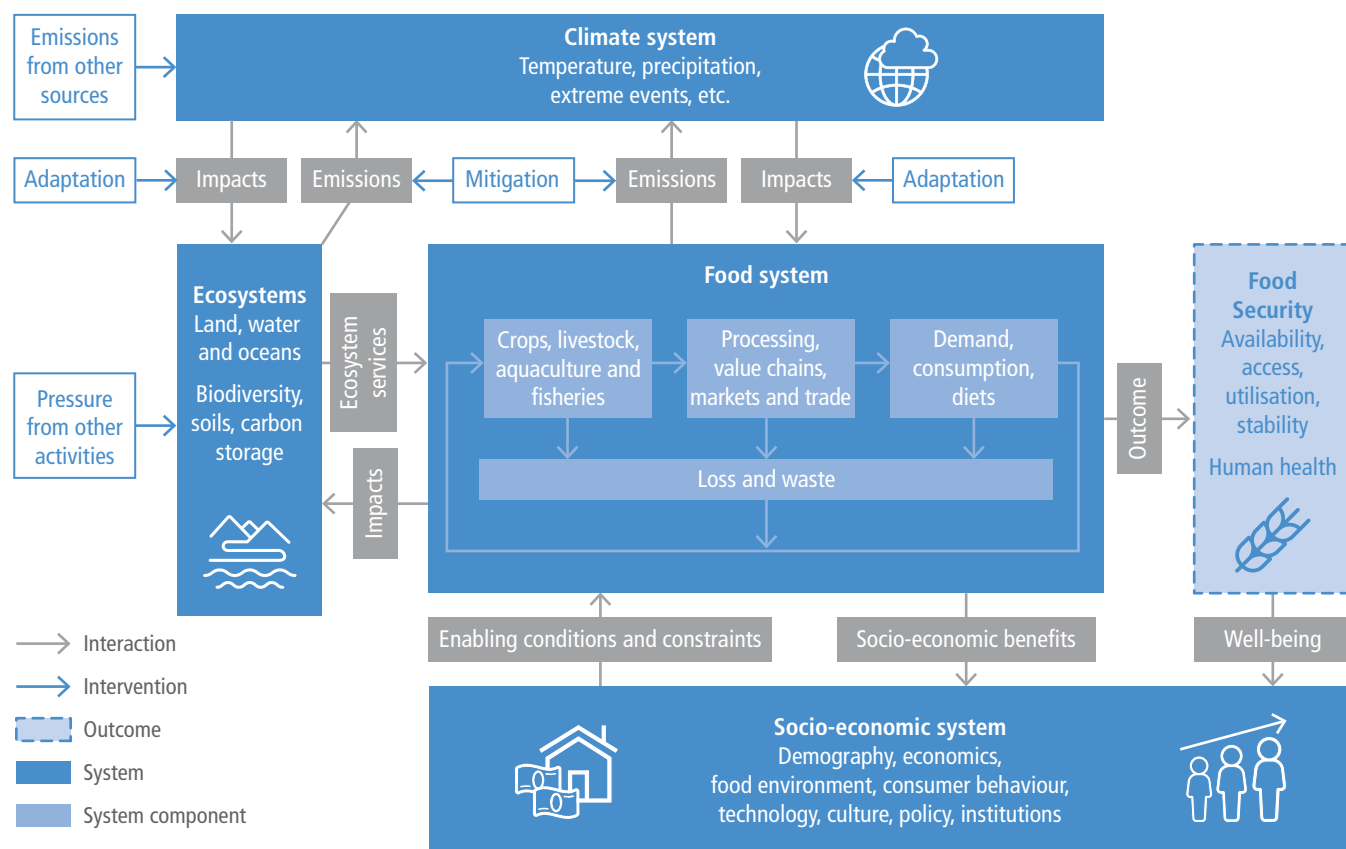 Emissions
from other
sources
Climate system
Temperature, precipitation,
extreme events, etc.
Adaptation
Impacts
Emissions
Mitigation
Emissions
Impacts
Adaptation
Ecosystems
Land, water
and oceans
Biodiversity,
soils, carbon
storage
Pressure
from other
activities
Ecosystem
services
Impacts
Food system
Crops, livestock,
aquaculture and
fisheries
Processing,
value chains,
markets and trade
Demand,
consumption,
diets
Loss and waste
Outcome
Food
Security
Availability,
access,
utilisation,
stability
Human health
Enabling conditions and constraints
Socio-economic benefits
Well-being
Socio-economic system
Demography, economics,
food environment, consumer behaviour,
technology, culture, policy, institutions
Interaction
Intervention
Outcome
System
System component